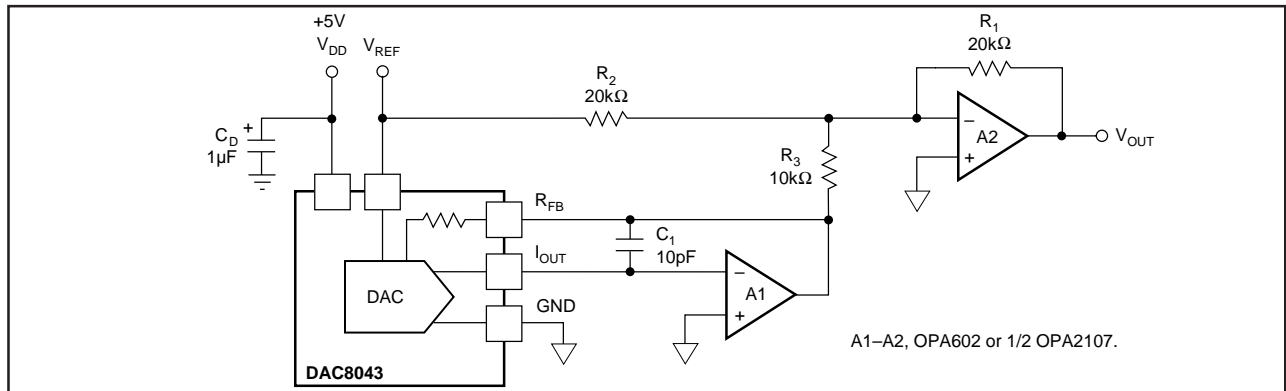 +5V
V_DD
V_REF
R_1
20kΩ
R_2
20kΩ
+
C_D
1µF
–
A2
+
V_OUT
R_3
10kΩ
R_FB
C_1
10pF
I_OUT
–
A1
+
DAC
GND
A1–A2, OPA602 or 1/2 OPA2107.
DAC8043